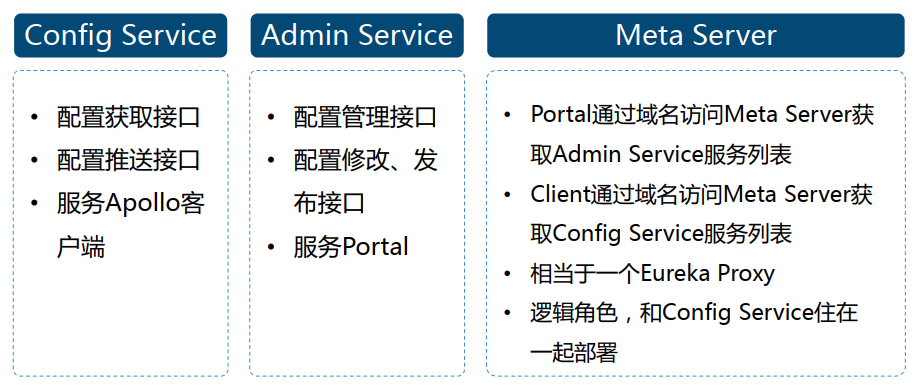 Config Service
• 配置获取接口
• 配置推送接口
• 服务Apollo客
户端
Admin Service
• 配置管理接口
• 配置修改、发
布接口
• 服务Portal
Meta Server
• Portal通过域名访问Meta Server获
取Admin Service服务列表
• Client通过域名访问Meta Server获
取Config Service服务列表
• 相当于一个Eureka Proxy
• 逻辑角色，和Config Service住在
一起部署